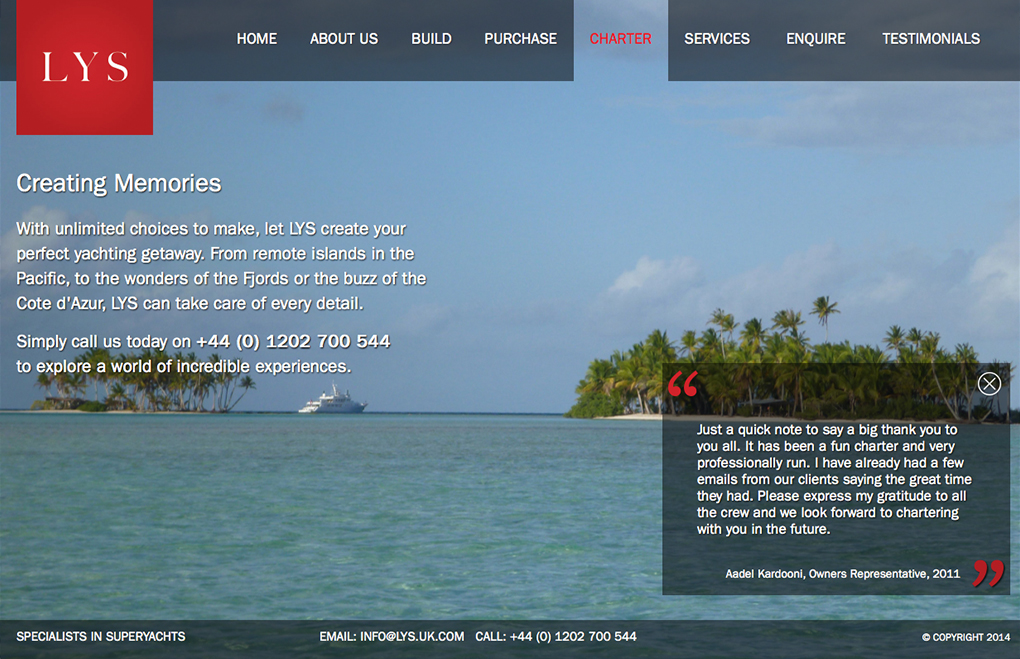 LYS
HOME ABOUT US BUILD PURCHASE CHARTER SERVICES ENQUIRE TESTIMONIALS
Creating Memories
With unlimited choices to make, let LYS create your
perfect yachting getaway. From remote islands in the
Pacific, to the wonders of the Fjords or the buzz of the
Cote d'Azur, LYS can take care of every detail.
Simply call us today on +44 (0) 1202 700 544
to explore a world of incredible experiences.
“
Just a quick note to say a big thank you to
you all. It has been a fun charter and very
professionally run. I have already had a few
emails from our clients saying the great time
they had. Please express my gratitude to all
the crew and we look forward to chartering
with you in the future.
Aadel Kardooni, Owners Representative, 2011 ”
SPECIALISTS IN SUPERYACHTS EMAIL: INFO@LYS.UK.COM CALL: +44 (0) 1202 700 544 © COPYRIGHT 2014